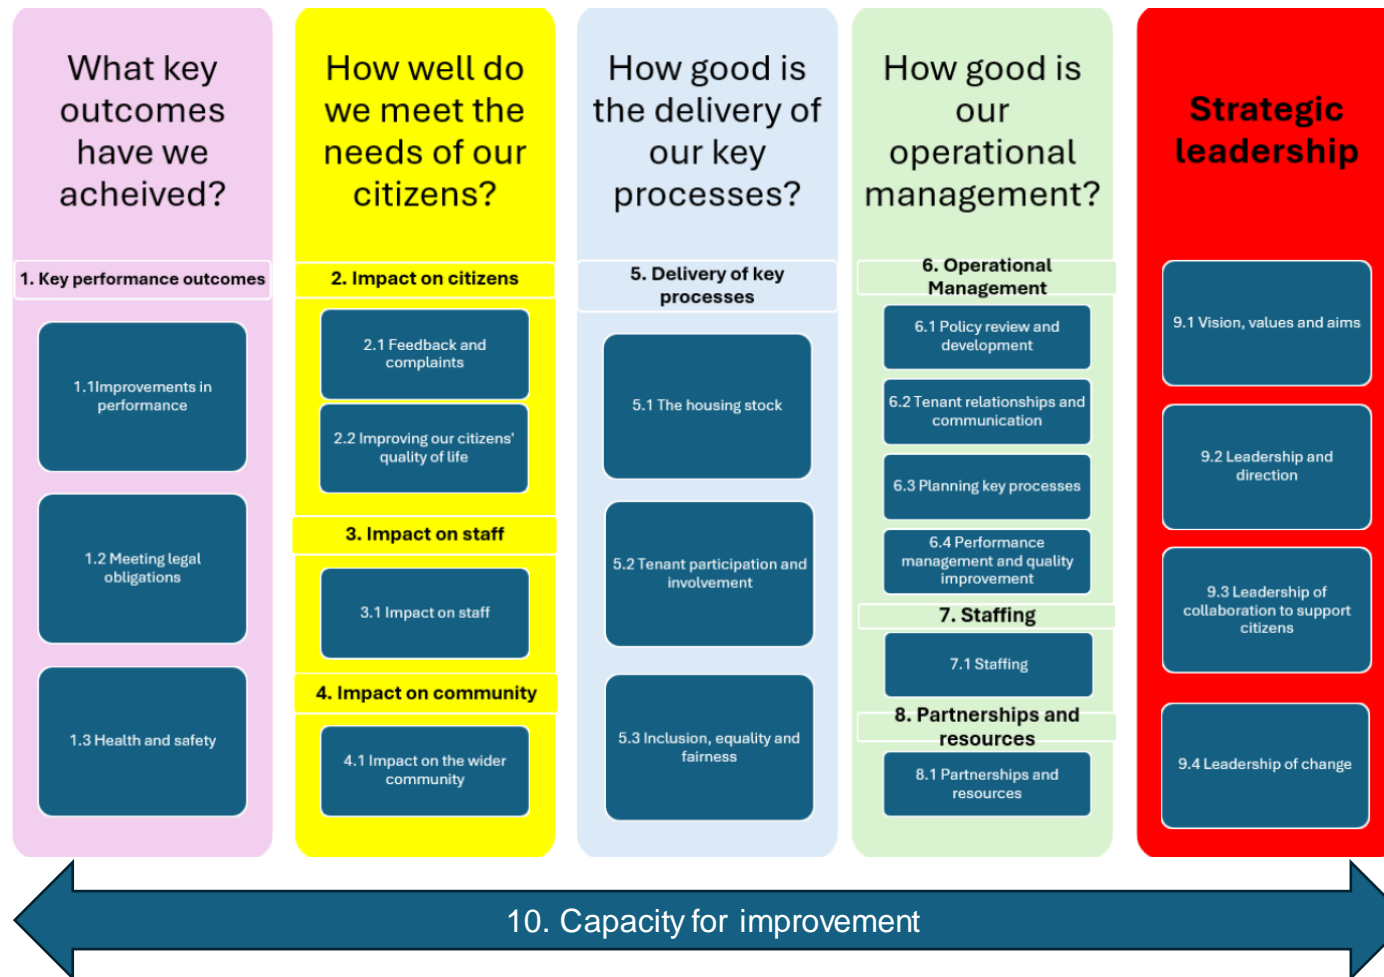 What key
outcomes
have we
acheived?
1. Key performance outcomes
1.1Improvements in
performance
1.2 Meeting legal
obligations
1.3 Health and safety
How well do
we meet the
needs of our
citizens?
2. Impact on citizens
2.1 Feedback and
complaints
2.2 Improving our citizens'
quality of life
3. Impact on staff
3.1 Impact on staff
4. Impact on community
4.1 Impact on the wider
community
How good is
the delivery of
our key
processes?
5. Delivery of key
processes
5.1 The housing stock
5.2 Tenant participation and
involvement
5.3 Inclusion, equality and
fairness
How good is
our
operational
management?
6. Operational
Management
6.1 Policy review and
development
6.2 Tenant relationships and
communication
6.3 Planning key processes
6.4 Performance
management and quality
improvement
7. Staffing
7.1 Staffing
8. Partnerships and
resources
8.1 Partnerships and
resources
Strategic
leadership
9.1 Vision, values and aims
9.2 Leadership and
direction
9.3 Leadership of
collaboration to support
citizens
9.4 Leadership of change
10. Capacity for improvement